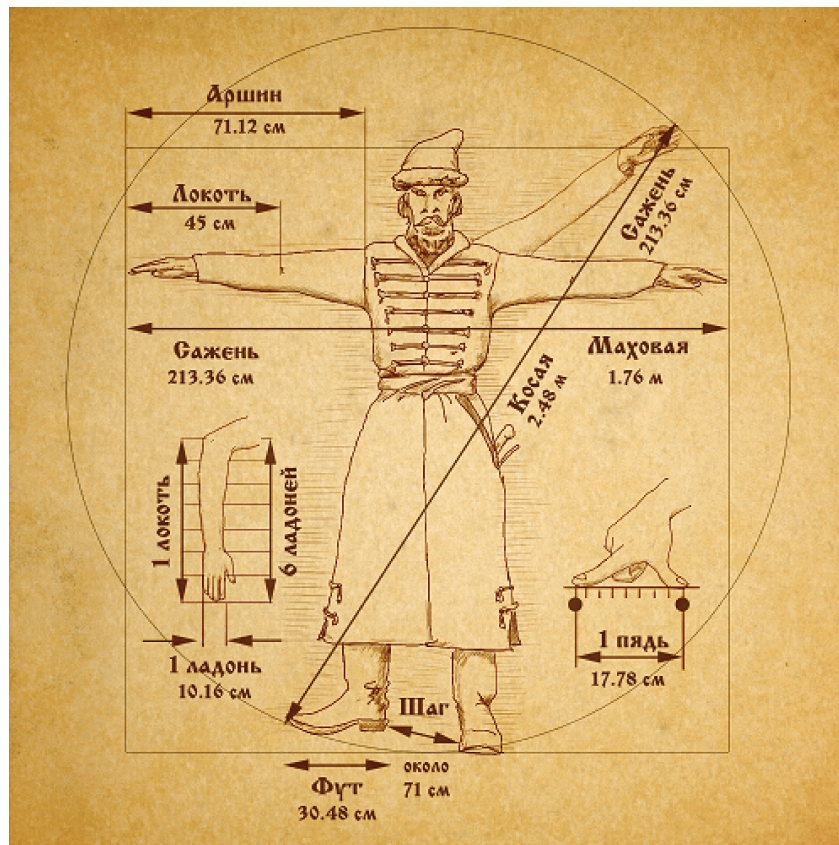 Аршин
71.12 см
Локоть
45 см
Сажень
213.36 см
Сажень
213.36 см
Маховая
1.76 м
Косая
2.48 м
1 локоть
6 ладоней
1 ладонь
10.16 см
1 пядь
17.78 см
Шаг
около
71 см
Фут
30.48 см